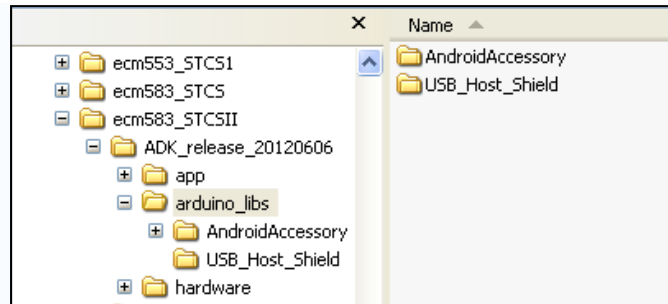 Name
ecm553_STCS1
ecm583_STCS
ecm583_STCSII
ADK_release_20120606
app
arduino_libs
AndroidAccessory
USB_Host_Shield
hardware
AndroidAccessory
USB_Host_Shield